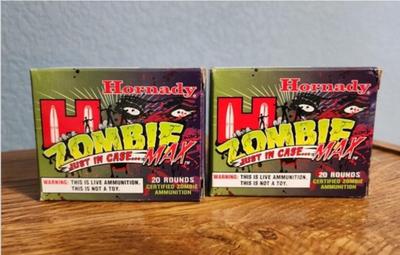 Hornady
H
ZOMBIE
JUST IN CASE... MAX
WARNING: THIS IS LIVE AMMUNITION.
THIS IS NOT A TOY.
20 ROUNDS
CERTIFIED ZOMBIE
AMMUNITION
Hornady
H
ZOMBIE
JUST IN CASE... MAX
WARNING: THIS IS LIVE AMMUNITION.
THIS IS NOT A TOY.
20 ROUNDS
CERTIFIED ZOMBIE
AMMUNITION